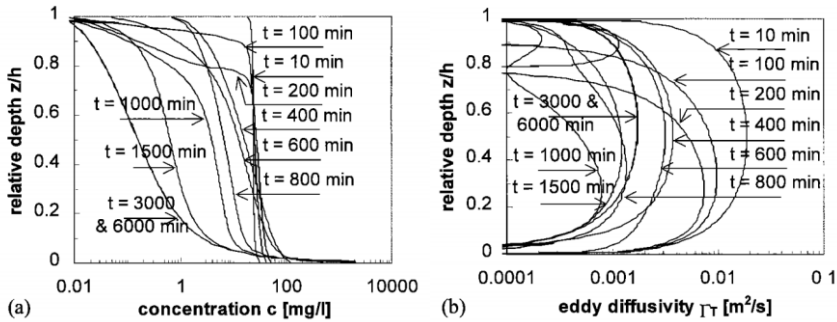 relative depth z/h
1
0.8
0.6
0.4
0.2
0
t = 100 min
t = 10 min
t = 200 min
t = 400 min
t = 600 min
t = 800 min
t = 1000 min
t = 1500 min
t = 3000
& 6000 min
0.01
1
100
10000
(a)
concentration c [mg/l]
relative depth z/h
1
0.8
0.6
0.4
0.2
0
t = 10 min
t = 100 min
t = 200 min
t = 400 min
t = 600 min
t = 800 min
t = 3000 &
6000 min
t = 1000 min
t = 1500 min
0.0001
0.001
0.01
0 1
(b)
eddy diffusivity ΓT [m²/s]